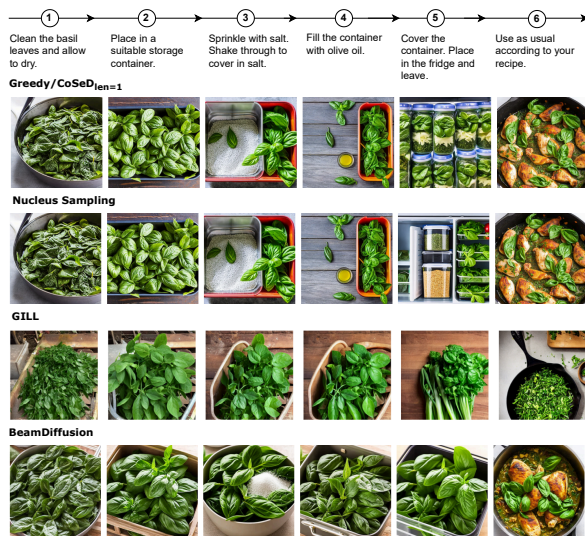 1 2 3 4 5 6
Clean the basil leaves and allow to dry.
Place in a suitable storage container.
Sprinkle with salt. Shake through to cover in salt.
Fill the container with olive oil.
Cover the container. Place in the fridge and leave.
Use as usual according to your recipe.
Greedy/CoSeD_len=1
Nucleus Sampling
GILL
BeamDiffusion